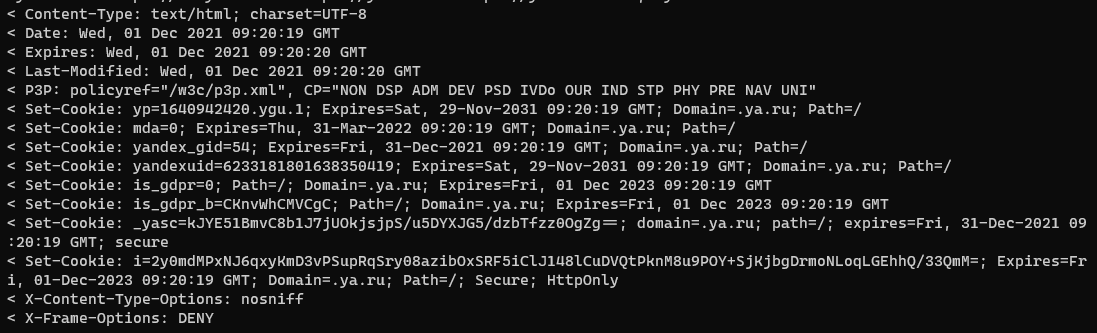 < Content-Type: text/html; charset=UTF-8
< Date: Wed, 01 Dec 2021 09:20:19 GMT
< Expires: Wed, 01 Dec 2021 09:20:20 GMT
< Last-Modified: Wed, 01 Dec 2021 09:20:20 GMT
< P3P: policyref="/w3c/p3p.xml", CP="NON DSP ADM DEV PSD IVDo OUR IND STP PHY PRE NAV UNI"
< Set-Cookie: yp=1640942420.ygu.1; Expires=Sat, 29-Nov-2031 09:20:19 GMT; Domain=.ya.ru; Path=/
< Set-Cookie: mda=0; Expires=Thu, 31-Mar-2022 09:20:19 GMT; Domain=.ya.ru; Path=/
< Set-Cookie: yandex_gid=54; Expires=Fri, 31-Dec-2021 09:20:19 GMT; Domain=.ya.ru; Path=/
< Set-Cookie: yandexuid=6233181801638350419; Expires=Sat, 29-Nov-2031 09:20:19 GMT; Domain=.ya.ru; Path=/
< Set-Cookie: is_gdpr=0; Path=/; Domain=.ya.ru; Expires=Fri, 01 Dec 2023 09:20:19 GMT
< Set-Cookie: is_gdpr_b=CKnvWhCMVCgC; Path=/; Domain=.ya.ru; Expires=Fri, 01 Dec 2023 09:20:19 GMT
< Set-Cookie: _yasc=kJYE51BmvC8b1J7jUOkjsjpS/u5DYXJG5/dzbTfzz0OgZg==; domain=.ya.ru; path=/; expires=Fri, 31-Dec-2021 09
:20:19 GMT; secure
< Set-Cookie: i=2y0mdMPxNJ6qxyKmD3vPSupRqSry08azibOxSRF5iClJ148lCuDVQtPknM8u9POY+SjKjbgDrmoNLoqLGEhhQ/33QmM=; Expires=Fr
i, 01-Dec-2023 09:20:19 GMT; Domain=.ya.ru; Path=/; Secure; HttpOnly
< X-Content-Type-Options: nosniff
< X-Frame-Options: DENY